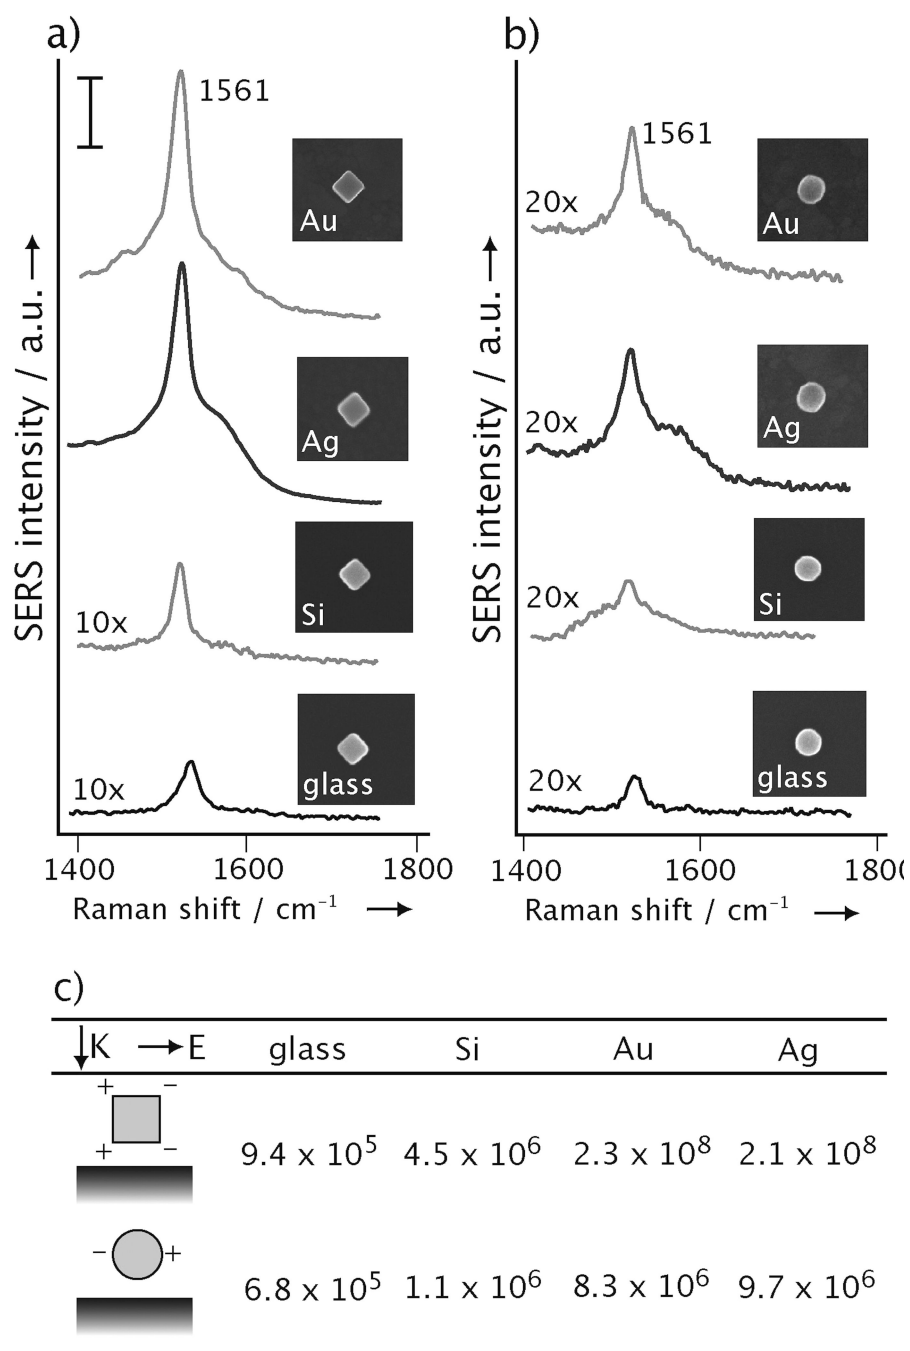 a)
1561
Au
Ag
10x
Si
10x
glass
SERS intensity / a.u.
1400 1600 1800
Raman shift / cm⁻¹
b)
1561
20x
Au
20x
Ag
20x
Si
20x
glass
SERS intensity / a.u.
1400 1600 1800
Raman shift / cm⁻¹
c)
K E glass Si Au Ag
+ −
+ −
9.4 x 10⁵ 4.5 x 10⁶ 2.3 x 10⁸ 2.1 x 10⁸
− +
6.8 x 10⁵ 1.1 x 10⁶ 8.3 x 10⁶ 9.7 x 10⁶